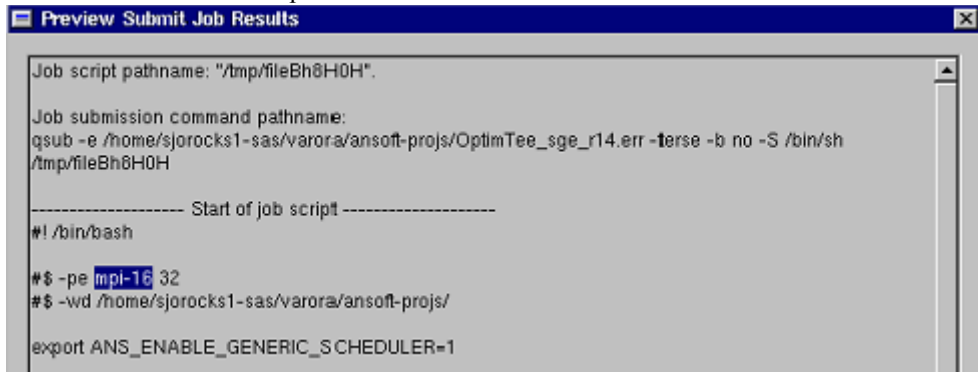 Preview Submit Job Results
Job script pathname: "/tmp/fileBh8H0H".
Job submission command pathname:
qsub -e /home/sjorocks1-sas/varora/ansoft-projs/OptimTee_sge_r14.err -terse -b no -S /bin/sh
/tmp/fileBh8H0H
-------------------- Start of job script --------------------
#! /bin/bash
#$ -pe mpi-16 32
#$ -wd /home/sjorocks1-sas/varora/ansoft-projs/
export ANS_ENABLE_GENERIC_SCHEDULER=1